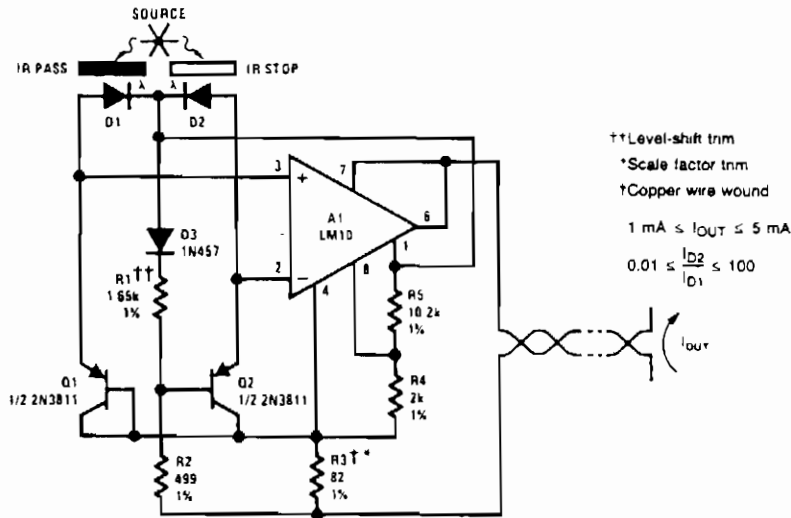 SOURCE
IR PASS
IR STOP
λ
λ
D1
D2
††Level-shift trim
*Scale factor trim
†Copper wire wound
1 mA ≤ IOUT ≤ 5 mA
0.01 ≤ ID2/ID1 ≤ 100
3
+
7
A1
LM10
6
1
8
2
−
4
D3
1N457
R1††
1.65k
1%
R5
10.2k
1%
IOUT
Q1
1/2 2N3811
Q2
1/2 2N3811
R4
2k
1%
R2
499
1%
R3†*
82
1%